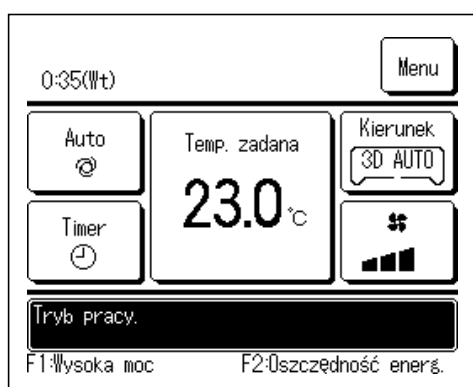 0:35(Wt)
Menu
Auto
Temp. zadana
Kierunek
3D AUTO
23.0 °C
Timer
Tryb pracy.
F1:Wysoka moc
F2:Oszczędność energ.